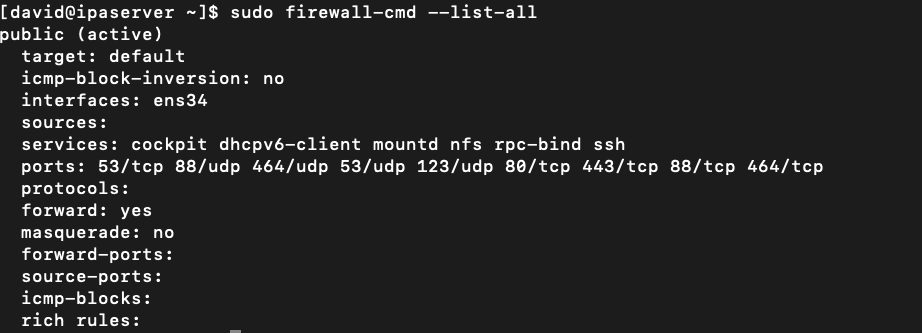 [david@ipaserver ~]$ sudo firewall-cmd --list-all
public (active)
  target: default
  icmp-block-inversion: no
  interfaces: ens34
  sources:
  services: cockpit dhcpv6-client mountd nfs rpc-bind ssh
  ports: 53/tcp 88/udp 464/udp 53/udp 123/udp 80/tcp 443/tcp 88/tcp 464/tcp
  protocols:
  forward: yes
  masquerade: no
  forward-ports:
  source-ports:
  icmp-blocks:
  rich rules: